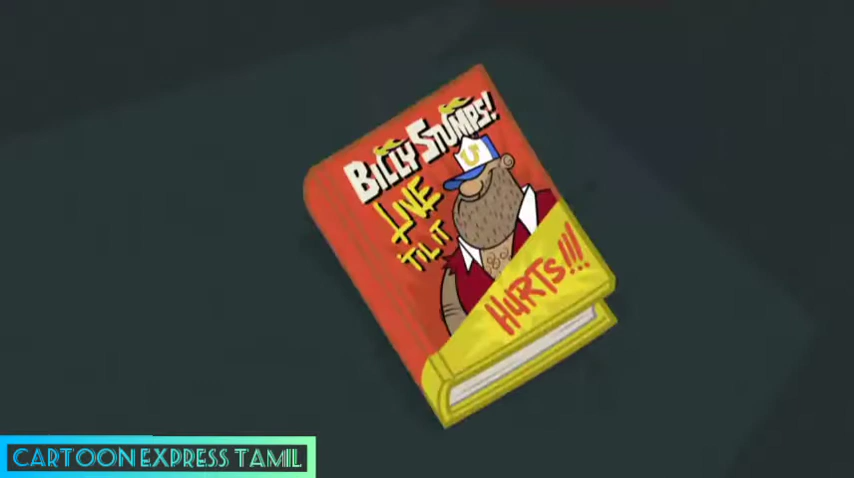 BILLY STUMPS!
LIVE
'TIL IT
HURTS!!!
CARTOON EXPRESS TAMIL